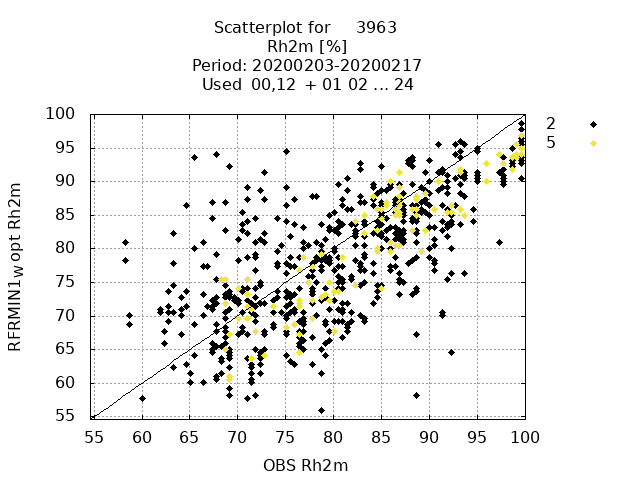 Scatterplot for 3963
Rh2m [%]
Period: 20200203-20200217
Used 00,12 + 01 02 ... 24
2
5
100
95
90
85
80
75
70
65
60
55
RFRMIN1_W opt Rh2m
55 60 65 70 75 80 85 90 95 100
OBS Rh2m